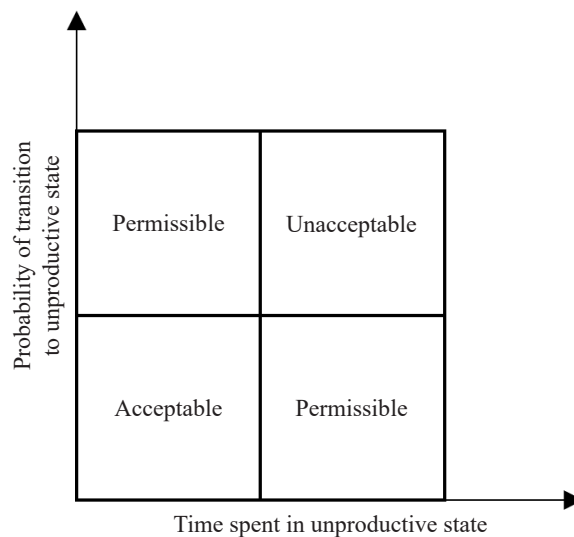 Probability of transition
to unproductive state
Permissible
Unacceptable
Acceptable
Permissible
Time spent in unproductive state